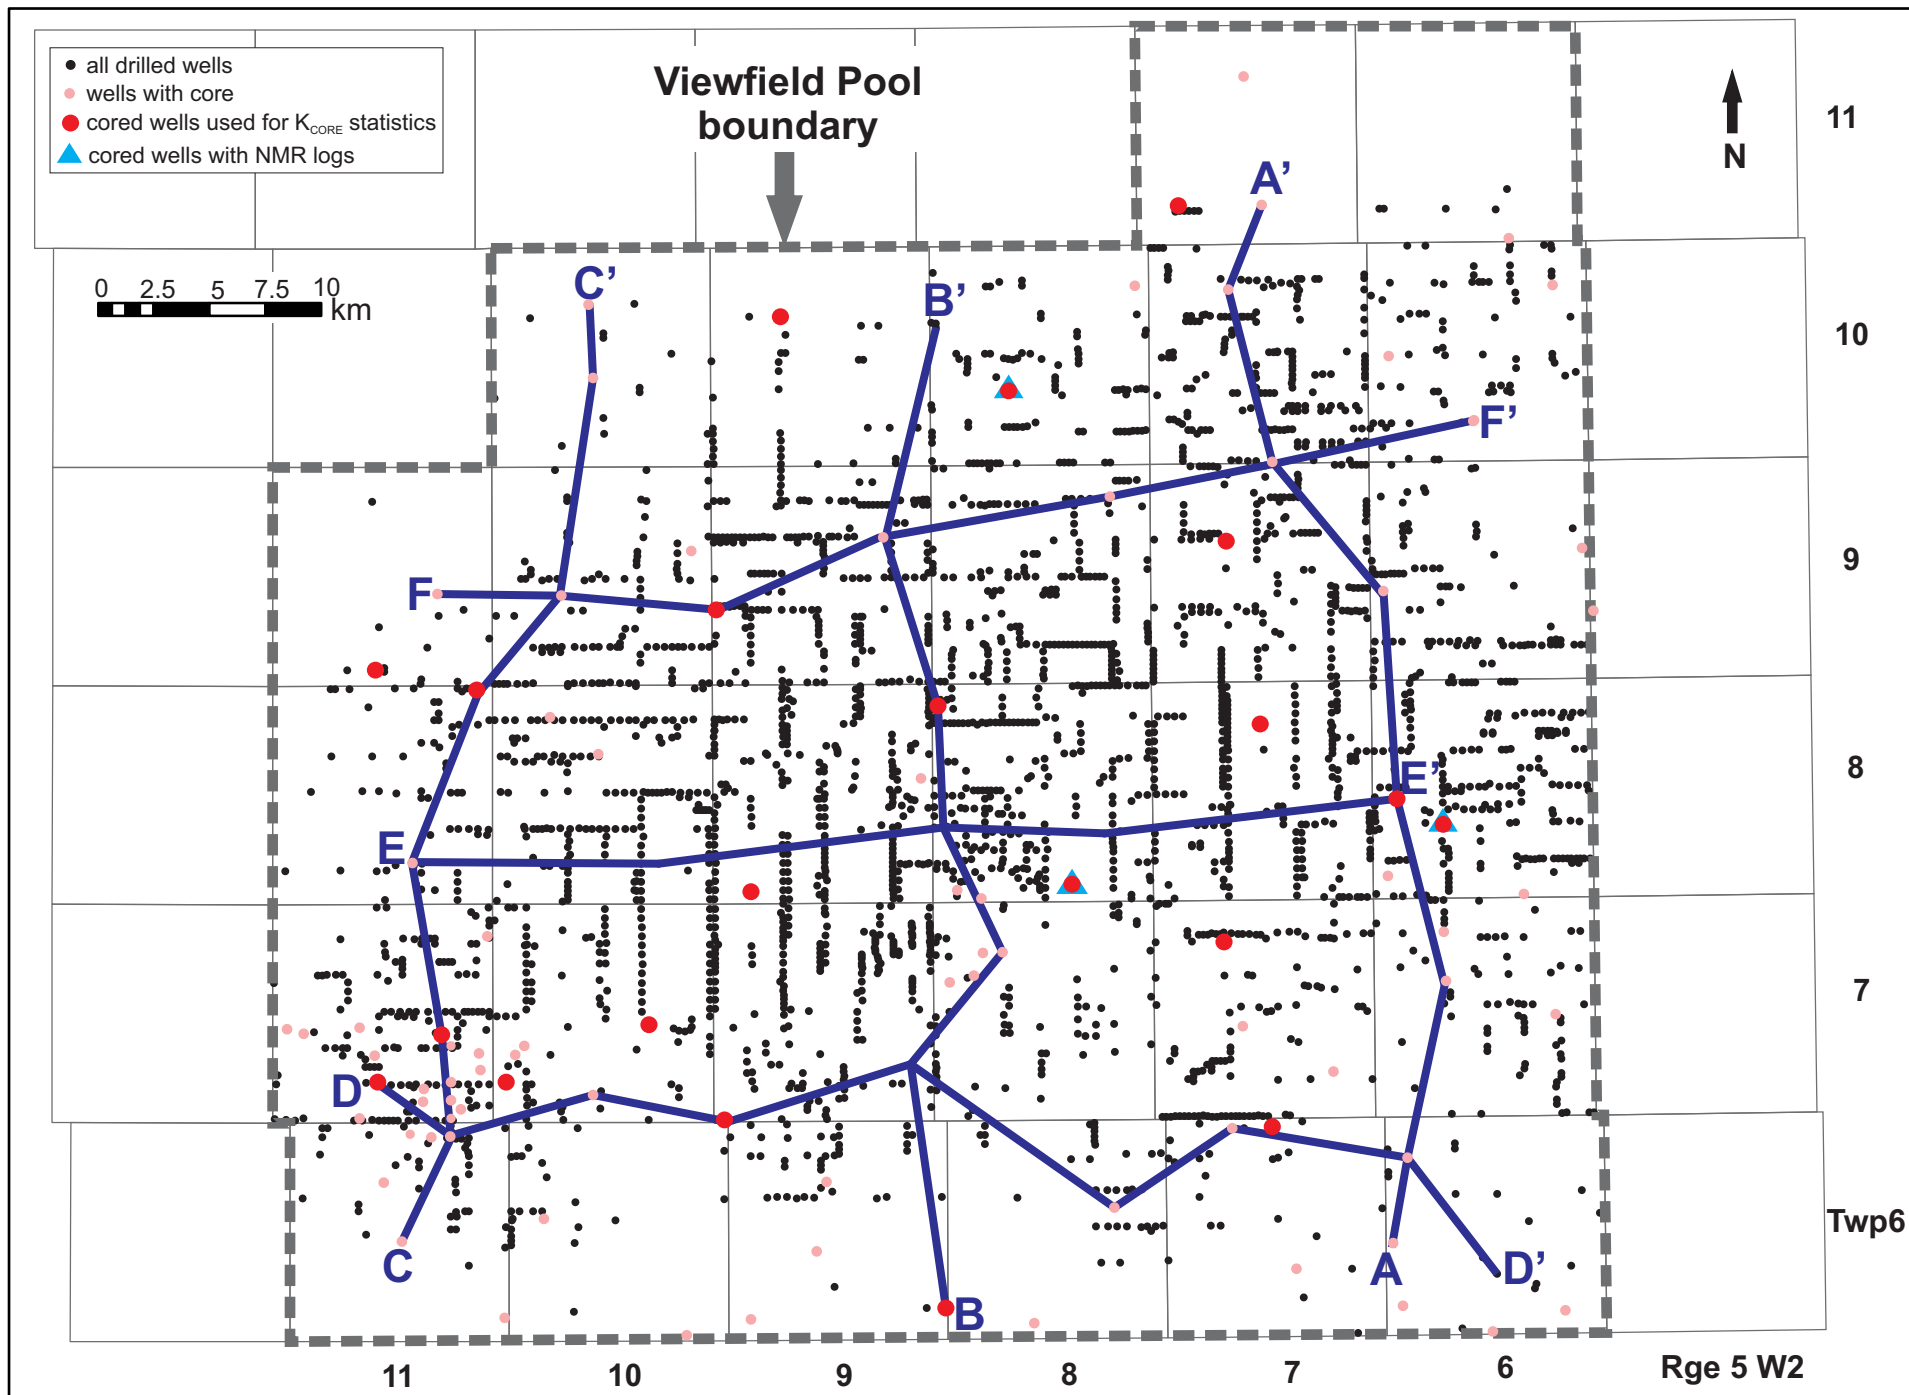 all drilled wells
wells with core
cored wells used for KCORE statistics
cored wells with NMR logs
Viewfield Pool
boundary
N
11
A’
0 2.5 5 7.5 10
km
C’
B’
10
F’
9
F
8
E’
E
7
D
Twp6
C
B
A
D’
11 10 9 8 7 6 Rge 5 W2